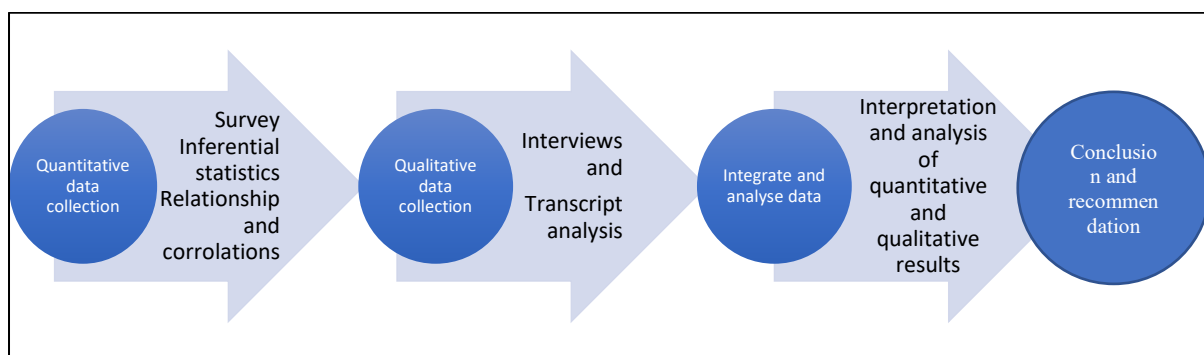 Quantitative
data
collection
Survey
Inferential
statistics
Relationship
and
corrolations
Qualitative
data
collection
Interviews
and
Transcript
analysis
Integrate and
analyse data
Interpretation
and analysis
of
quantitative
and
qualitative
results
Conclusio
n and
recommen
dation